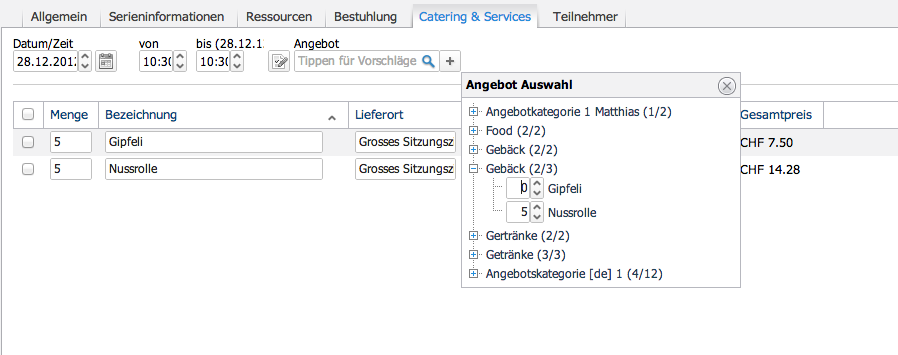 Allgemein Serieninformationen Ressourcen Bestuhlung Catering & Services Teilnehmer
Datum/Zeit von bis (28.12.1 Angebot
28.12.201 10:30 10:30 Tippen für Vorschläge
Angebot Auswahl
Menge Bezeichnung Lieferort Gesamtpreis
5 Gipfeli Grosses Sitzungsz CHF 7.50
5 Nussrolle Grosses Sitzungsz CHF 14.28
Angebotkategorie 1 Matthias (1/2)
Food (2/2)
Gebäck (2/2)
Gebäck (2/3)
0 Gipfeli
5 Nussrolle
Gertränke (2/2)
Getränke (3/3)
Angebotskategorie [de] 1 (4/12)